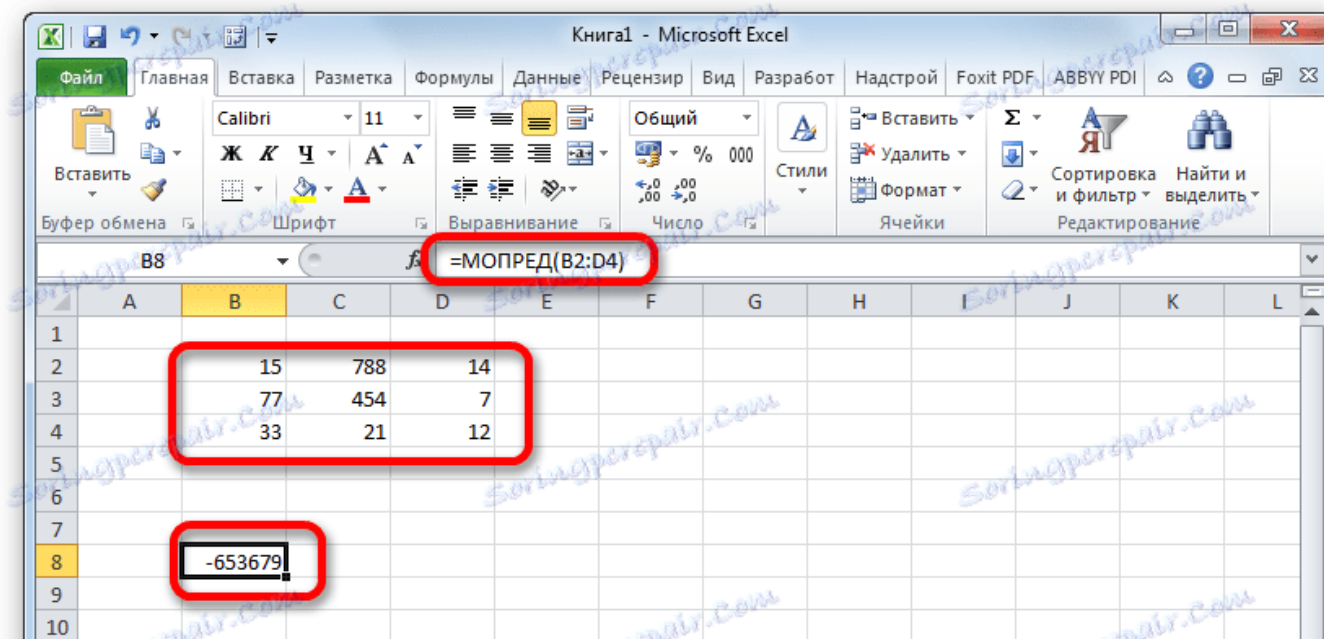 Книга1 - Microsoft Excel
Файл Главная Вставка Разметка Формулы Данные Рецензир Вид Разработ Надстрой Foxit PDF ABBYY PDI
Calibri 11 Общий Σ
Вставить Ж К Ч А А % 000 Стили Вставить Удалить Формат Сортировка и фильтр Найти и выделить
Буфер обмена Шрифт Выравнивание Число Ячейки Редактирование
B8 fx =МОПРЕД(B2:D4)
A B C D E F G H I J K L
1
2 15 788 14
3 77 454 7
4 33 21 12
5
6
7
8 -653679
9
10
Soringpcrepair.Com